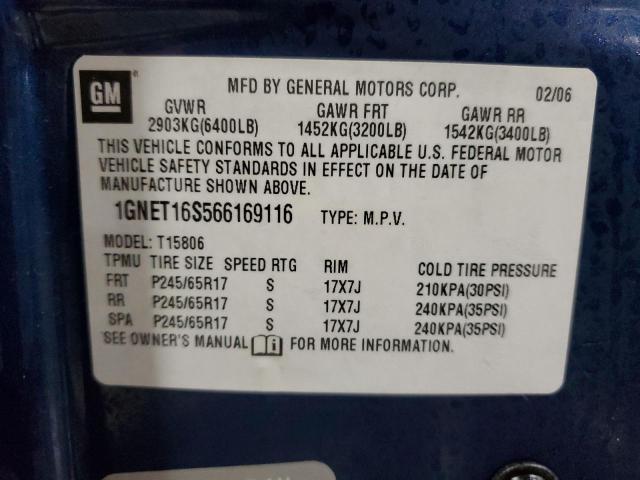 GM
MFD BY GENERAL MOTORS CORP. 02/06
GVWR GAWR FRT GAWR RR
2903KG(6400LB) 1452KG(3200LB) 1542KG(3400LB)
THIS VEHICLE CONFORMS TO ALL APPLICABLE U.S. FEDERAL MOTOR
VEHICLE SAFETY STANDARDS IN EFFECT ON THE DATE OF
MANUFACTURE SHOWN ABOVE.
1GNET16S566169116 TYPE: M.P.V.
MODEL: T15806
TPMU TIRE SIZE SPEED RTG RIM COLD TIRE PRESSURE
FRT P245/65R17 S 17X7J 210KPA(30PSI)
RR P245/65R17 S 17X7J 240KPA(35PSI)
SPA P245/65R17 S 17X7J 240KPA(35PSI)
SEE OWNER'S MANUAL FOR MORE INFORMATION.